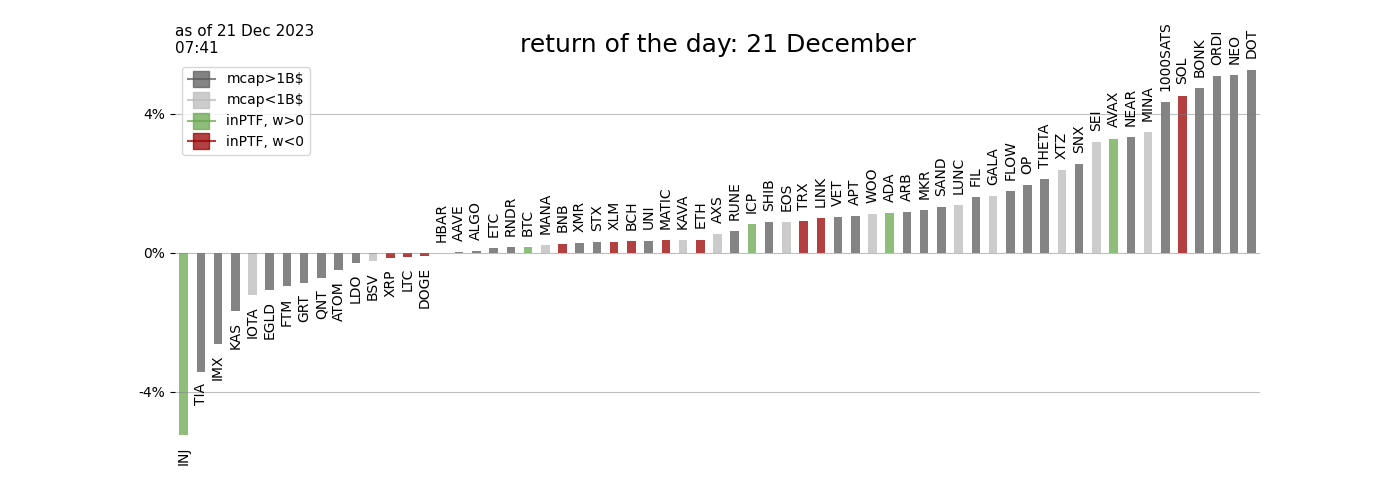 as of 21 Dec 2023
07:41
return of the day: 21 December
mcap>1B$
mcap<1B$
inPTF, w>0
inPTF, w<0
4%
0%
-4%
INJ
TIA
IMX
KAS
IOTA
EGLD
FTM
GRT
QNT
ATOM
LDO
BSV
XRP
LTC
DOGE
HBAR
AAVE
ALGO
ETC
RNDR
BTC
MANA
BNB
XMR
STX
XLM
BCH
UNI
MATIC
KAVA
ETH
AXS
RUNE
ICP
SHIB
EOS
TRX
LINK
VET
APT
WOO
ADA
ARB
MKR
SAND
LUNC
FIL
GALA
FLOW
OP
THETA
XTZ
SNX
SEI
AVAX
NEAR
MINA
1000SATS
SOL
BONK
ORDI
NEO
DOT